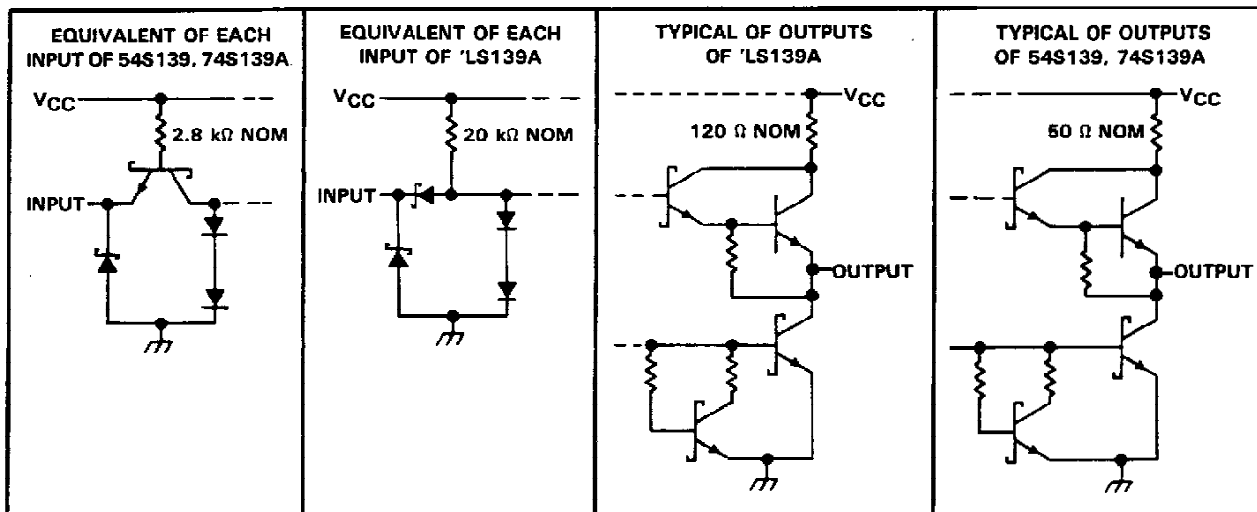 EQUIVALENT OF EACH
INPUT OF 54S139, 74S139A
VCC
2.8 kΩ NOM
INPUT
EQUIVALENT OF EACH
INPUT OF 'LS139A
VCC
20 kΩ NOM
INPUT
TYPICAL OF OUTPUTS
OF 'LS139A
VCC
120 Ω NOM
OUTPUT
TYPICAL OF OUTPUTS
OF 54S139, 74S139A
VCC
50 Ω NOM
OUTPUT